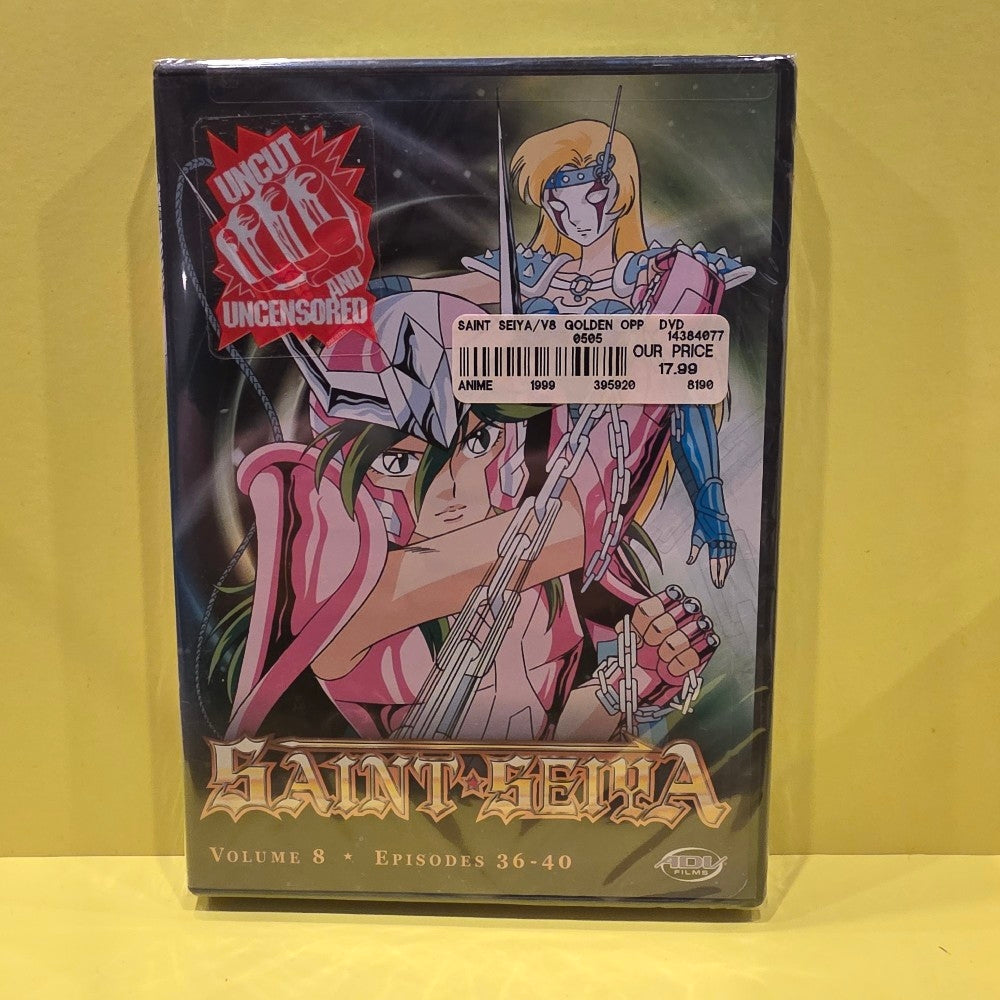 UNCUT
AND
UNCENSORED
SAINT SEIYA/V8 GOLDEN OPP DVD
0505 14384077
OUR PRICE
17.99
ANIME 1999 395920 8190
SAINT★SEIYA
VOLUME 8 ★ EPISODES 36-40
ADV
FILMS